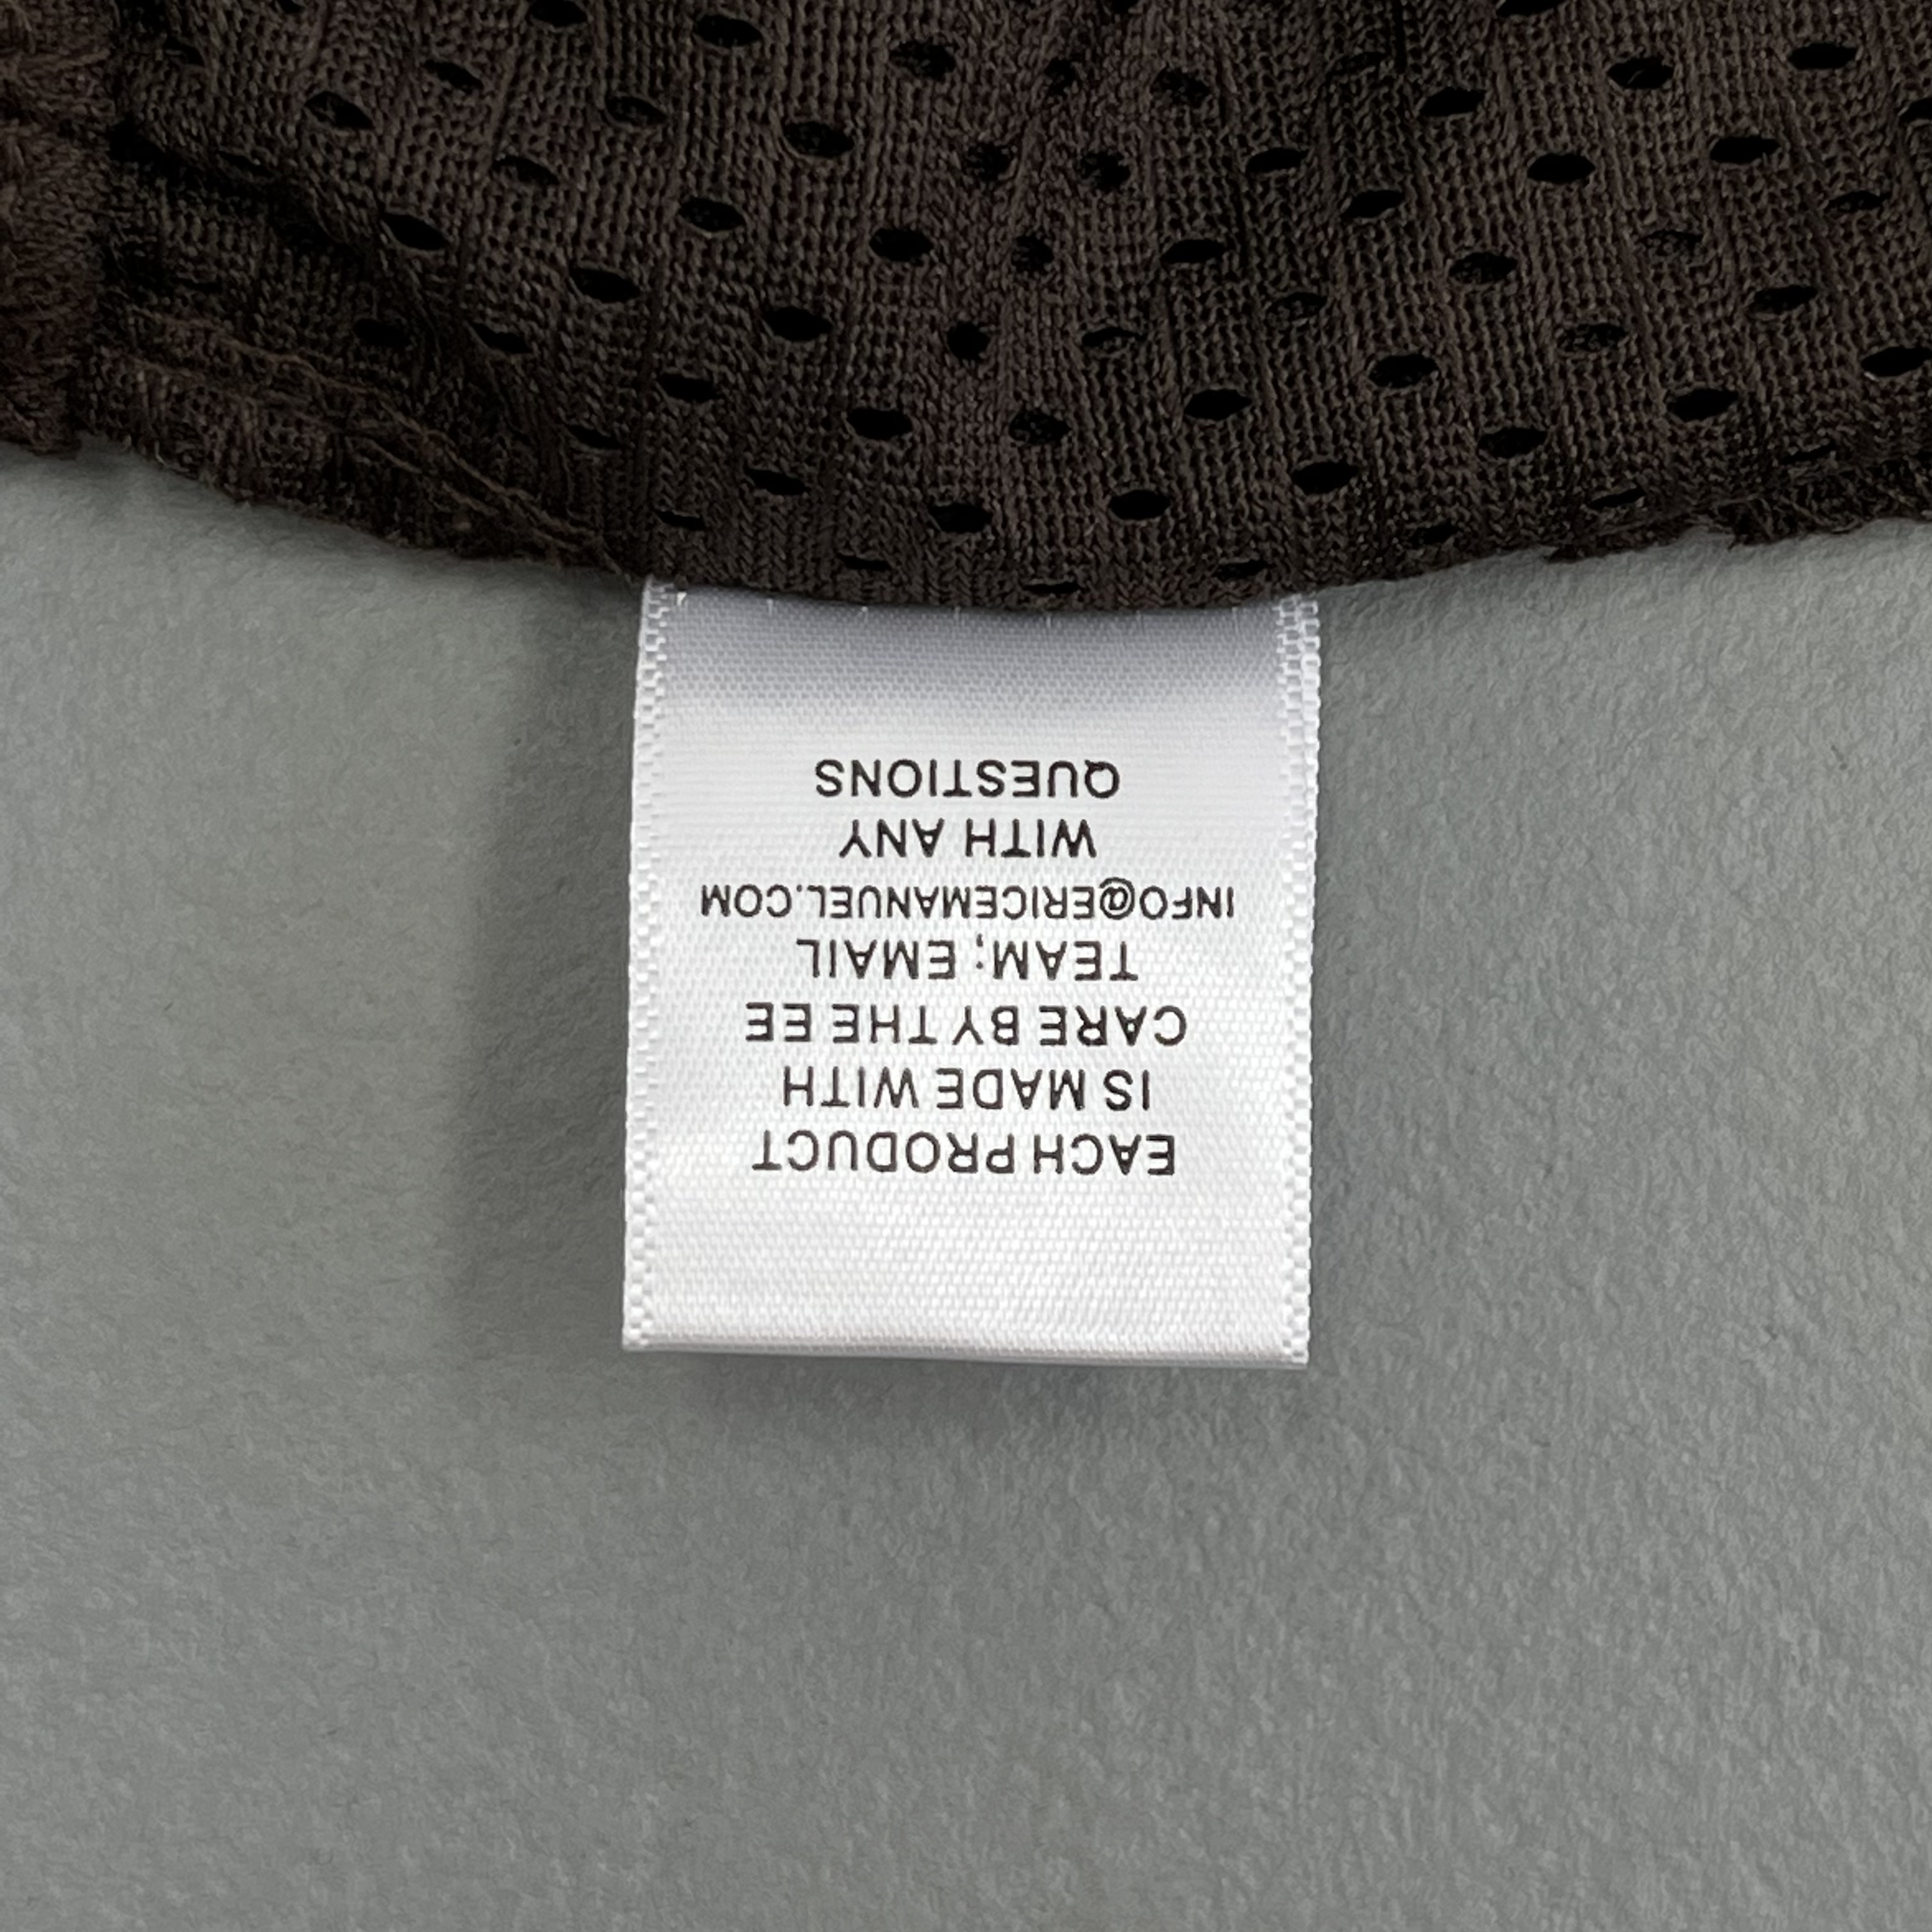 EACH PRODUCT
IS MADE WITH
CARE BY THE EE
TEAM; EMAIL
INFO@ERICEMANUEL.COM
WITH ANY
QUESTIONS